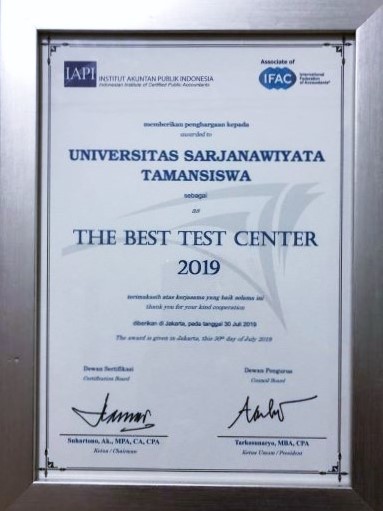 IAPI
INSTITUT AKUNTAN PUBLIK INDONESIA
Indonesian Institute of Certified Public Accountants
Associate of
IFAC
International
Federation
of Accountants
memberikan penghargaan kepada
awarded to
UNIVERSITAS SARJANAWIYATA
TAMANSISWA
sebagai
as
THE BEST TEST CENTER
2019
terimakasih atas kerjasama yang baik selama ini
thank you for your kind cooperation
diberikan di Jakarta, pada tanggal 30 Juli 2019
The award is given in Jakarta, this 30th day of July 2019
Dewan Sertifikasi
Certification Board
Dewan Pengurus
Council Board
Suhartono, Ak., MPA, CA, CPA
Ketua / Chairman
Tarkosunaryo, MBA, CPA
Ketua Umum / President